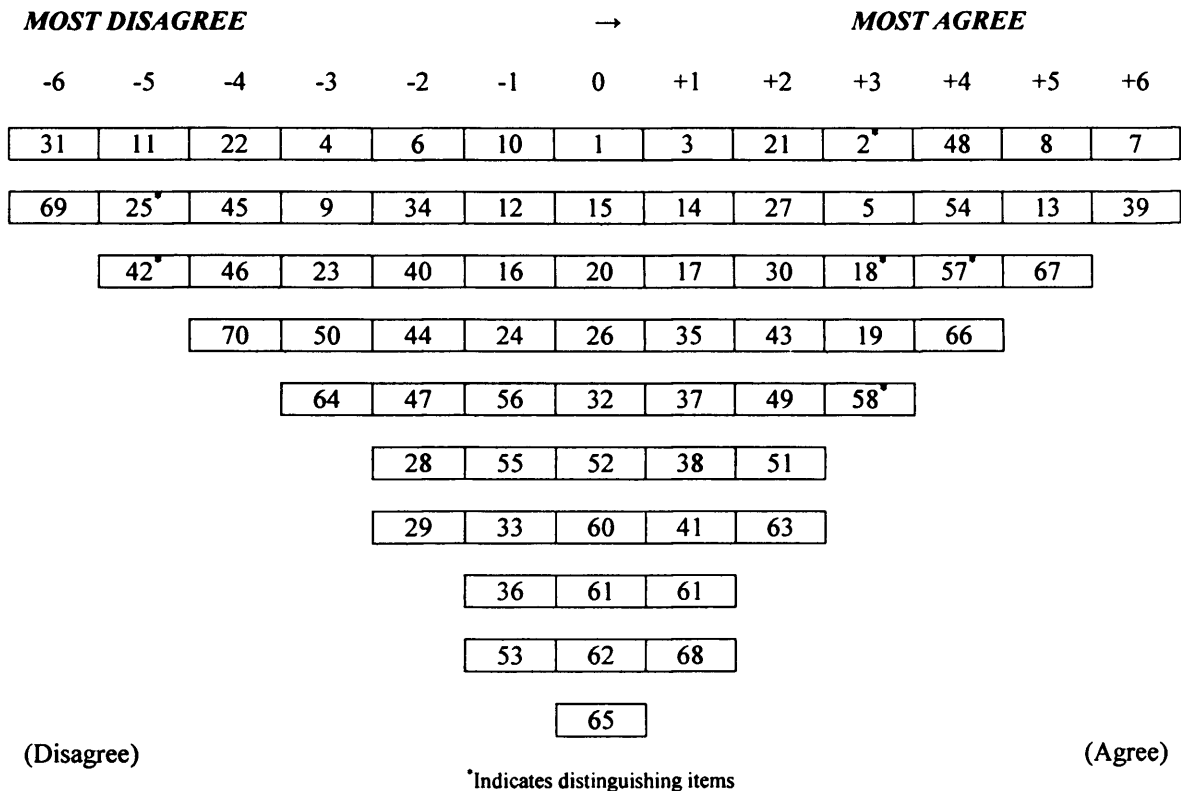 MOST DISAGREE → MOST AGREE
-6 -5 -4 -3 -2 -1 0 +1 +2 +3 +4 +5 +6
31 11 22 4 6 10 1 3 21 2* 48 8 7
69 25* 45 9 34 12 15 14 27 5 54 13 39
42* 46 23 40 16 20 17 30 18* 57* 67
70 50 44 24 26 35 43 19 66
64 47 56 32 37 49 58*
28 55 52 38 51
29 33 60 41 63
36 61 61
53 62 68
65
(Disagree) (Agree)
*Indicates distinguishing items